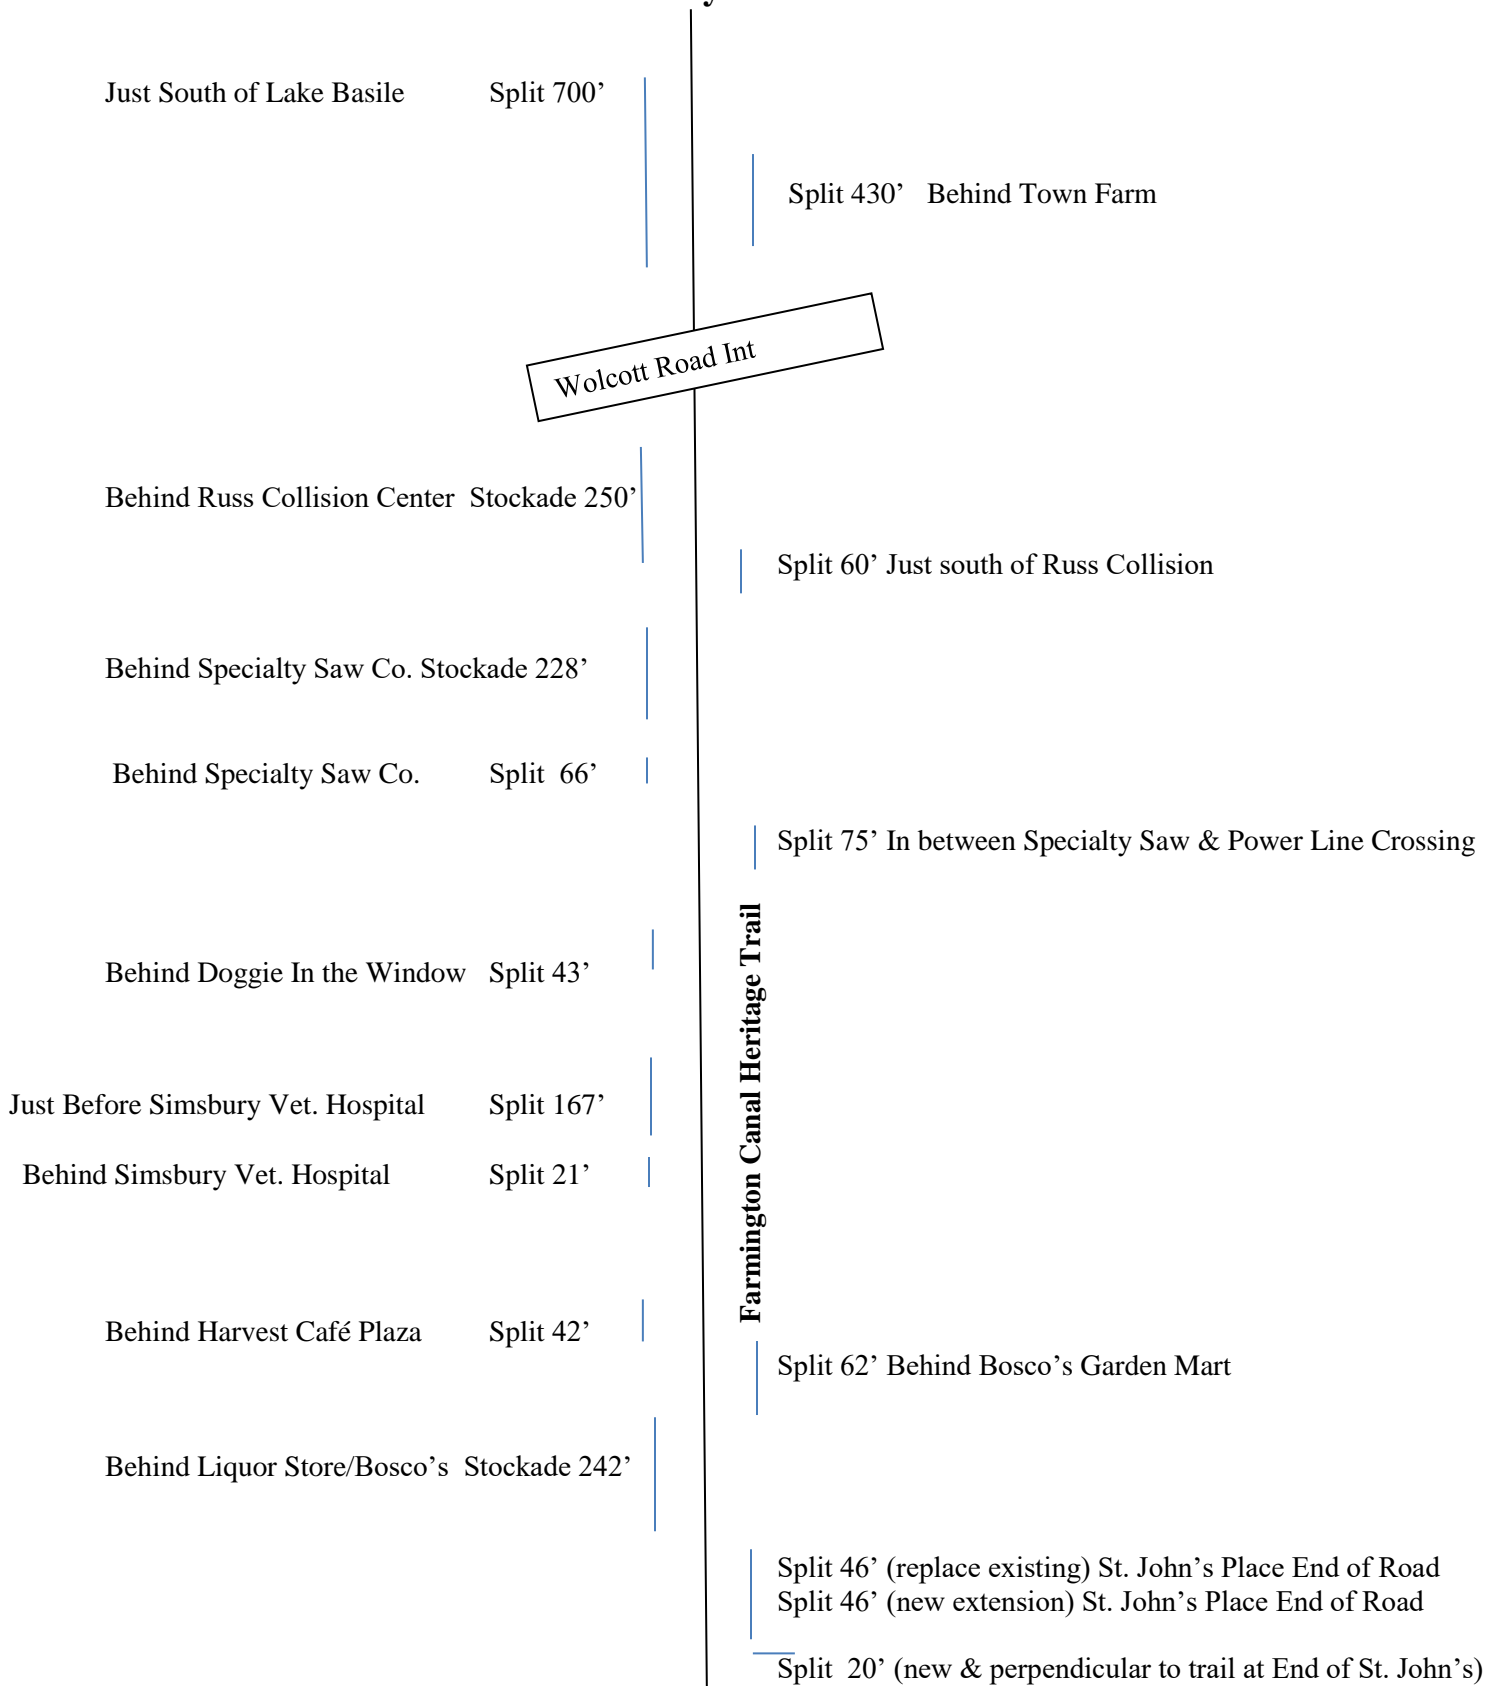 Just South of Lake Basile Split 700’
Split 430’ Behind Town Farm
Wolcott Road Int
Behind Russ Collision Center Stockade 250’
Split 60’ Just south of Russ Collision
Behind Specialty Saw Co. Stockade 228’
Behind Specialty Saw Co. Split 66’
Split 75’ In between Specialty Saw & Power Line Crossing
Farmington Canal Heritage Trail
Behind Doggie In the Window Split 43’
Just Before Simsbury Vet. Hospital Split 167’
Behind Simsbury Vet. Hospital Split 21’
Behind Harvest Café Plaza Split 42’
Split 62’ Behind Bosco’s Garden Mart
Behind Liquor Store/Bosco’s Stockade 242’
Split 46’ (replace existing) St. John’s Place End of Road
Split 46’ (new extension) St. John’s Place End of Road
Split 20’ (new & perpendicular to trail at End of St. John’s)